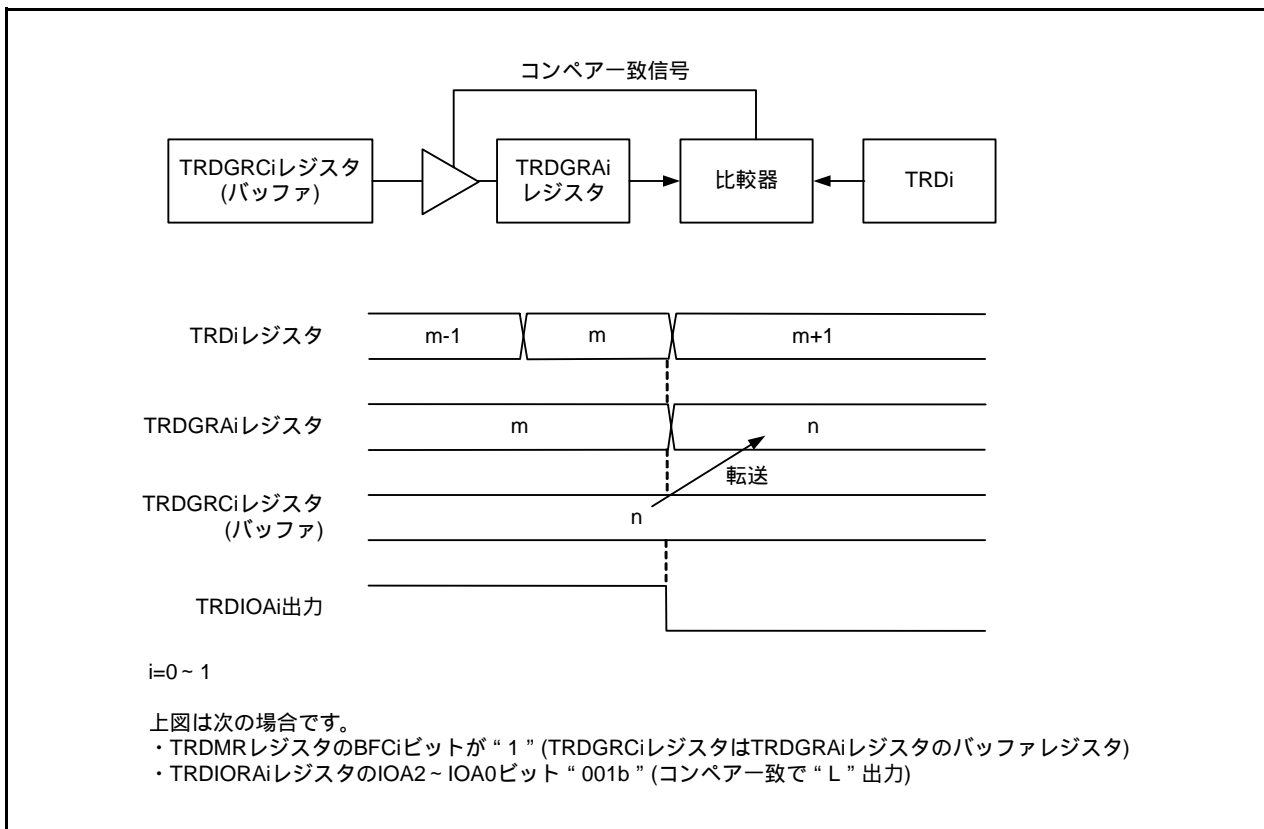 コンペア一致信号
TRDGRCiレジスタ
(バッファ)
TRDGRAi
レジスタ
比較器
TRDi
TRDiレジスタ
m-1
m
m+1
TRDGRAiレジスタ
m
n
転送
TRDGRCiレジスタ
(バッファ)
n
TRDIOAi出力
i=0~1
上図は次の場合です。
・TRDMRレジスタのBFCiビットが“1”(TRDGRCiレジスタはTRDGRAiレジスタのバッファレジスタ)
・TRDIORAiレジスタのIOA2~IOA0ビット“001b”(コンペア一致で“L”出力)